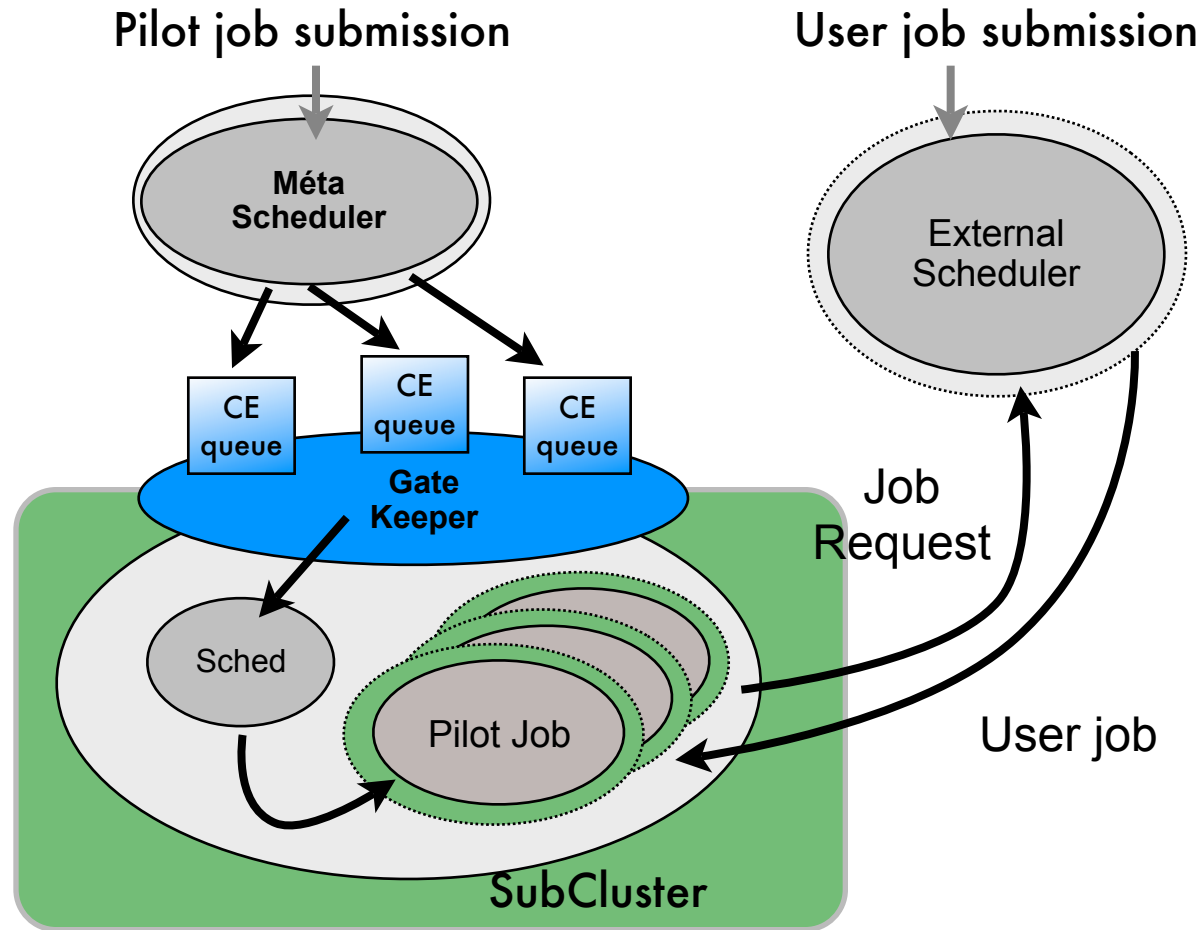 Pilot job submission
User job submission
Méta
Scheduler
External
Scheduler
CE
queue
CE
queue
CE
queue
Gate
Keeper
Job
Request
Sched
Pilot Job
User job
SubCluster